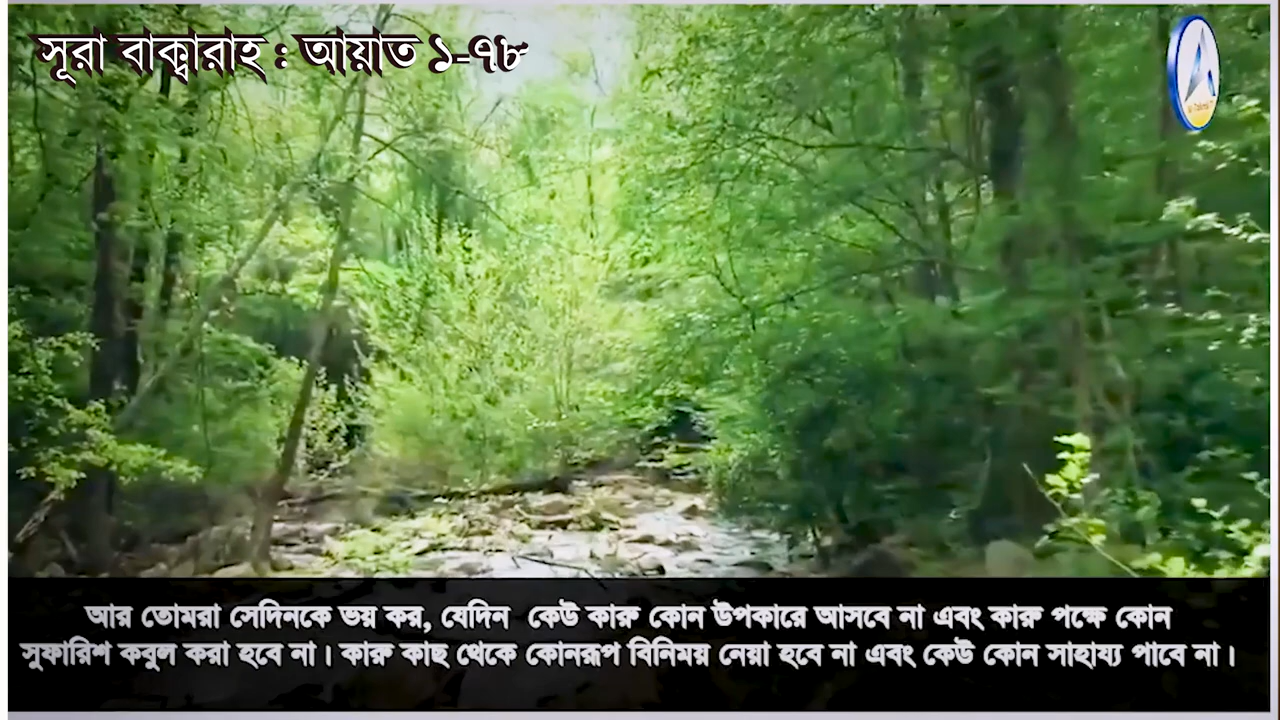 সূরা বাক্বারাহ : আয়াত ১-৭৮
আর তোমরা সেদিনকে ভয় কর, যেদিন কেউ কারু কোন উপকারে আসবে না এবং কারু পক্ষে কোন
সুফারিশ কবুল করা হবে না। কারু কাছ থেকে কোনরূপ বিনিময় নেয়া হবে না এবং কেউ কোন সাহায্য পাবে না।